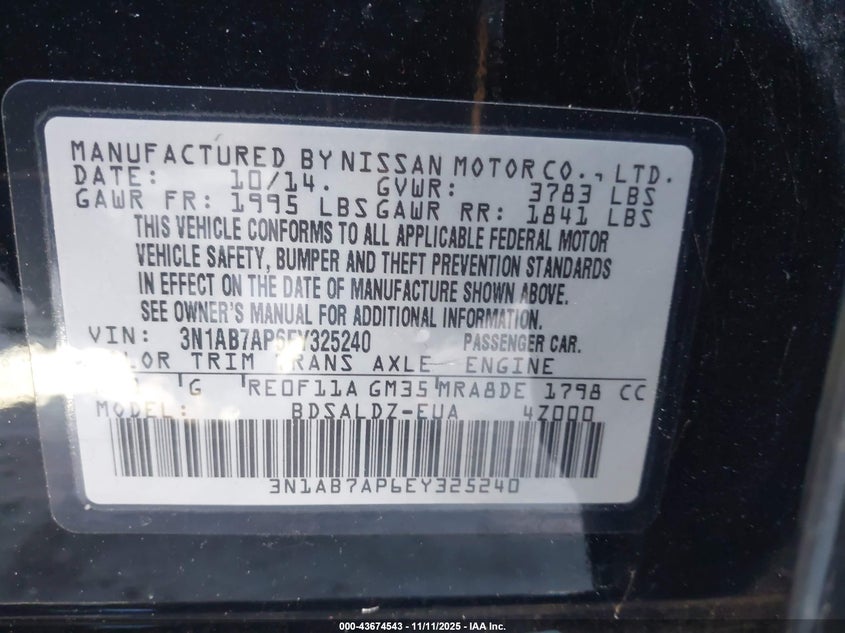 MANUFACTURED BY NISSAN MOTOR CO., LTD.
DATE: 10/14. GVWR: 3783 LBS
GAWR FR: 1995 LBS GAWR RR: 1841 LBS
THIS VEHICLE CONFORMS TO ALL APPLICABLE FEDERAL MOTOR
VEHICLE SAFETY, BUMPER AND THEFT PREVENTION STANDARDS
IN EFFECT ON THE DATE OF MANUFACTURE SHOWN ABOVE.
SEE OWNER'S MANUAL FOR ADDITIONAL INFORMATION.
VIN: 3N1AB7AP6EY325240 PASSENGER CAR.
COLOR TRIM TRANS AXLE ENGINE
G RE0F11A GM35 MRA8DE 1798 CC
MODEL: BDSALDZ-EUA 4Z000
3N1AB7AP6EY325240
000-43674543 - 11/11/2025 - IAA Inc.